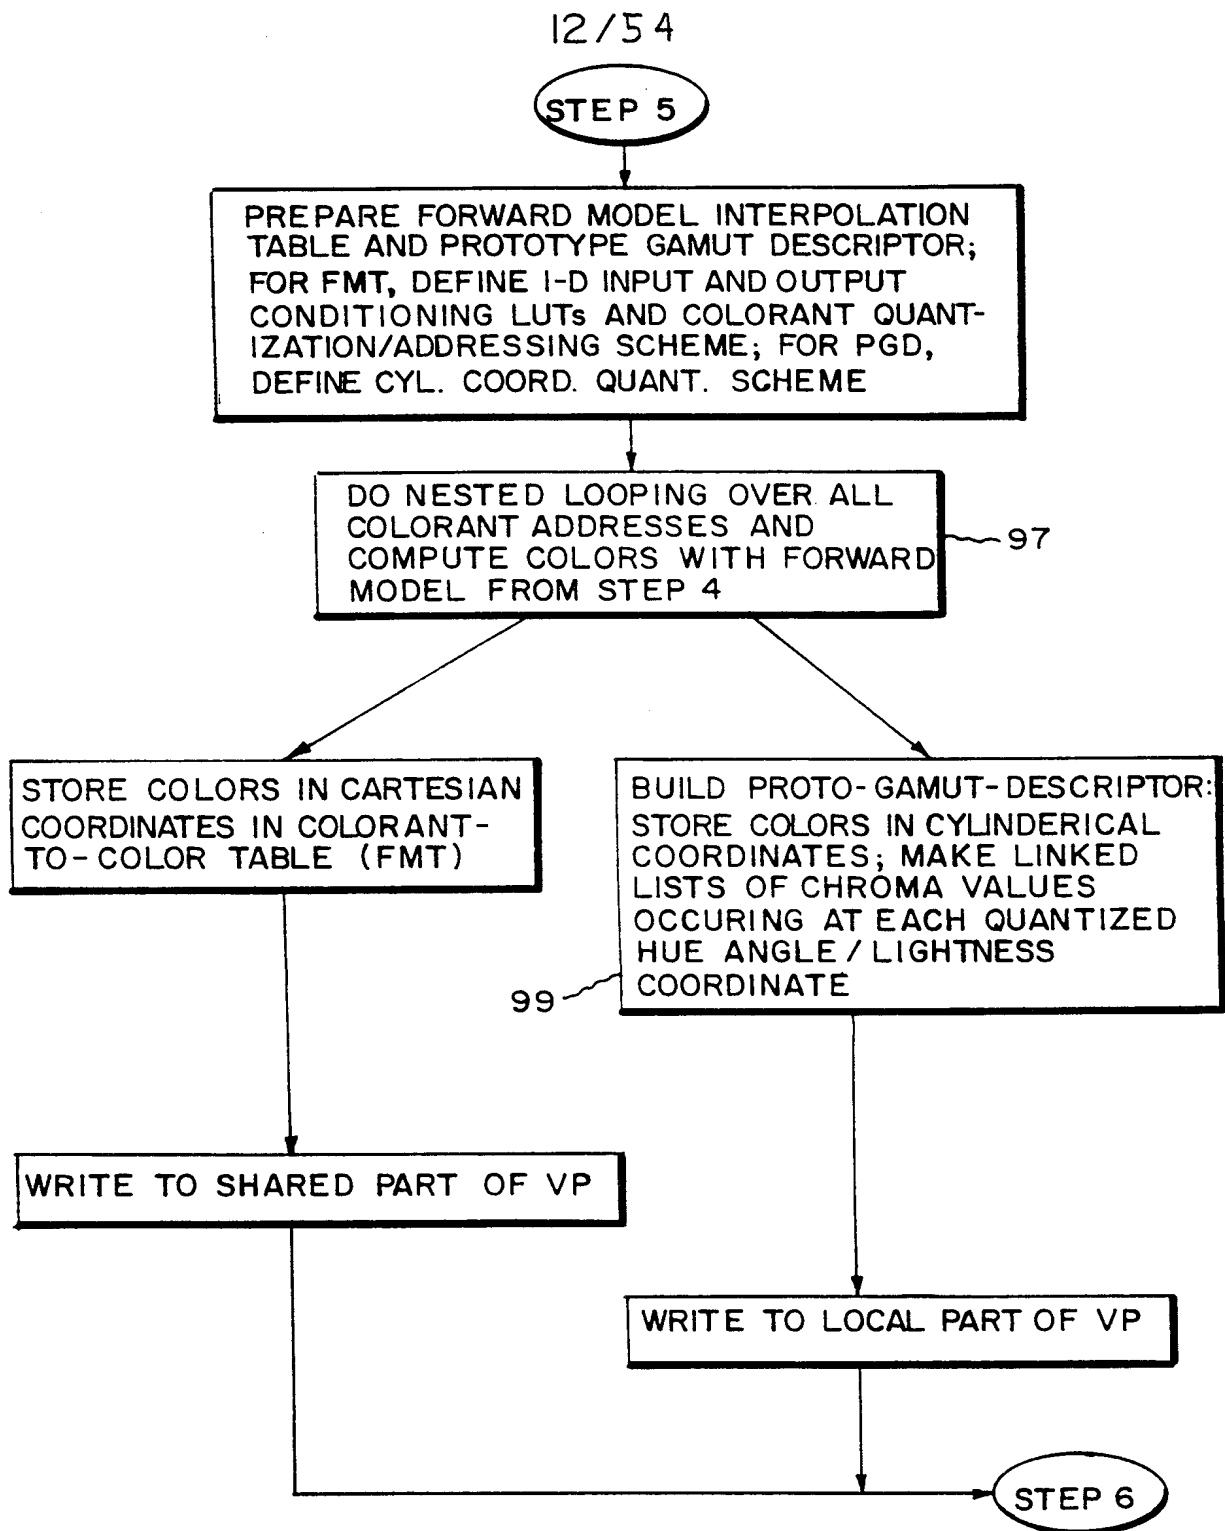 12/54
STEP 5
PREPARE FORWARD MODEL INTERPOLATION
TABLE AND PROTOTYPE GAMUT DESCRIPTOR;
FOR FMT, DEFINE 1-D INPUT AND OUTPUT
CONDITIONING LUTs AND COLORANT QUANT-
IZATION/ADDRESSING SCHEME; FOR PGD,
DEFINE CYL. COORD. QUANT. SCHEME
DO NESTED LOOPING OVER ALL
COLORANT ADDRESSES AND
COMPUTE COLORS WITH FORWARD
MODEL FROM STEP 4
97
STORE COLORS IN CARTESIAN
COORDINATES IN COLORANT-
TO-COLOR TABLE (FMT)
BUILD PROTO-GAMUT-DESCRIPTOR:
STORE COLORS IN CYLINDERICAL
COORDINATES; MAKE LINKED
LISTS OF CHROMA VALUES
OCCURING AT EACH QUANTIZED
HUE ANGLE/LIGHTNESS
COORDINATE
99
WRITE TO SHARED PART OF VP
WRITE TO LOCAL PART OF VP
STEP 6